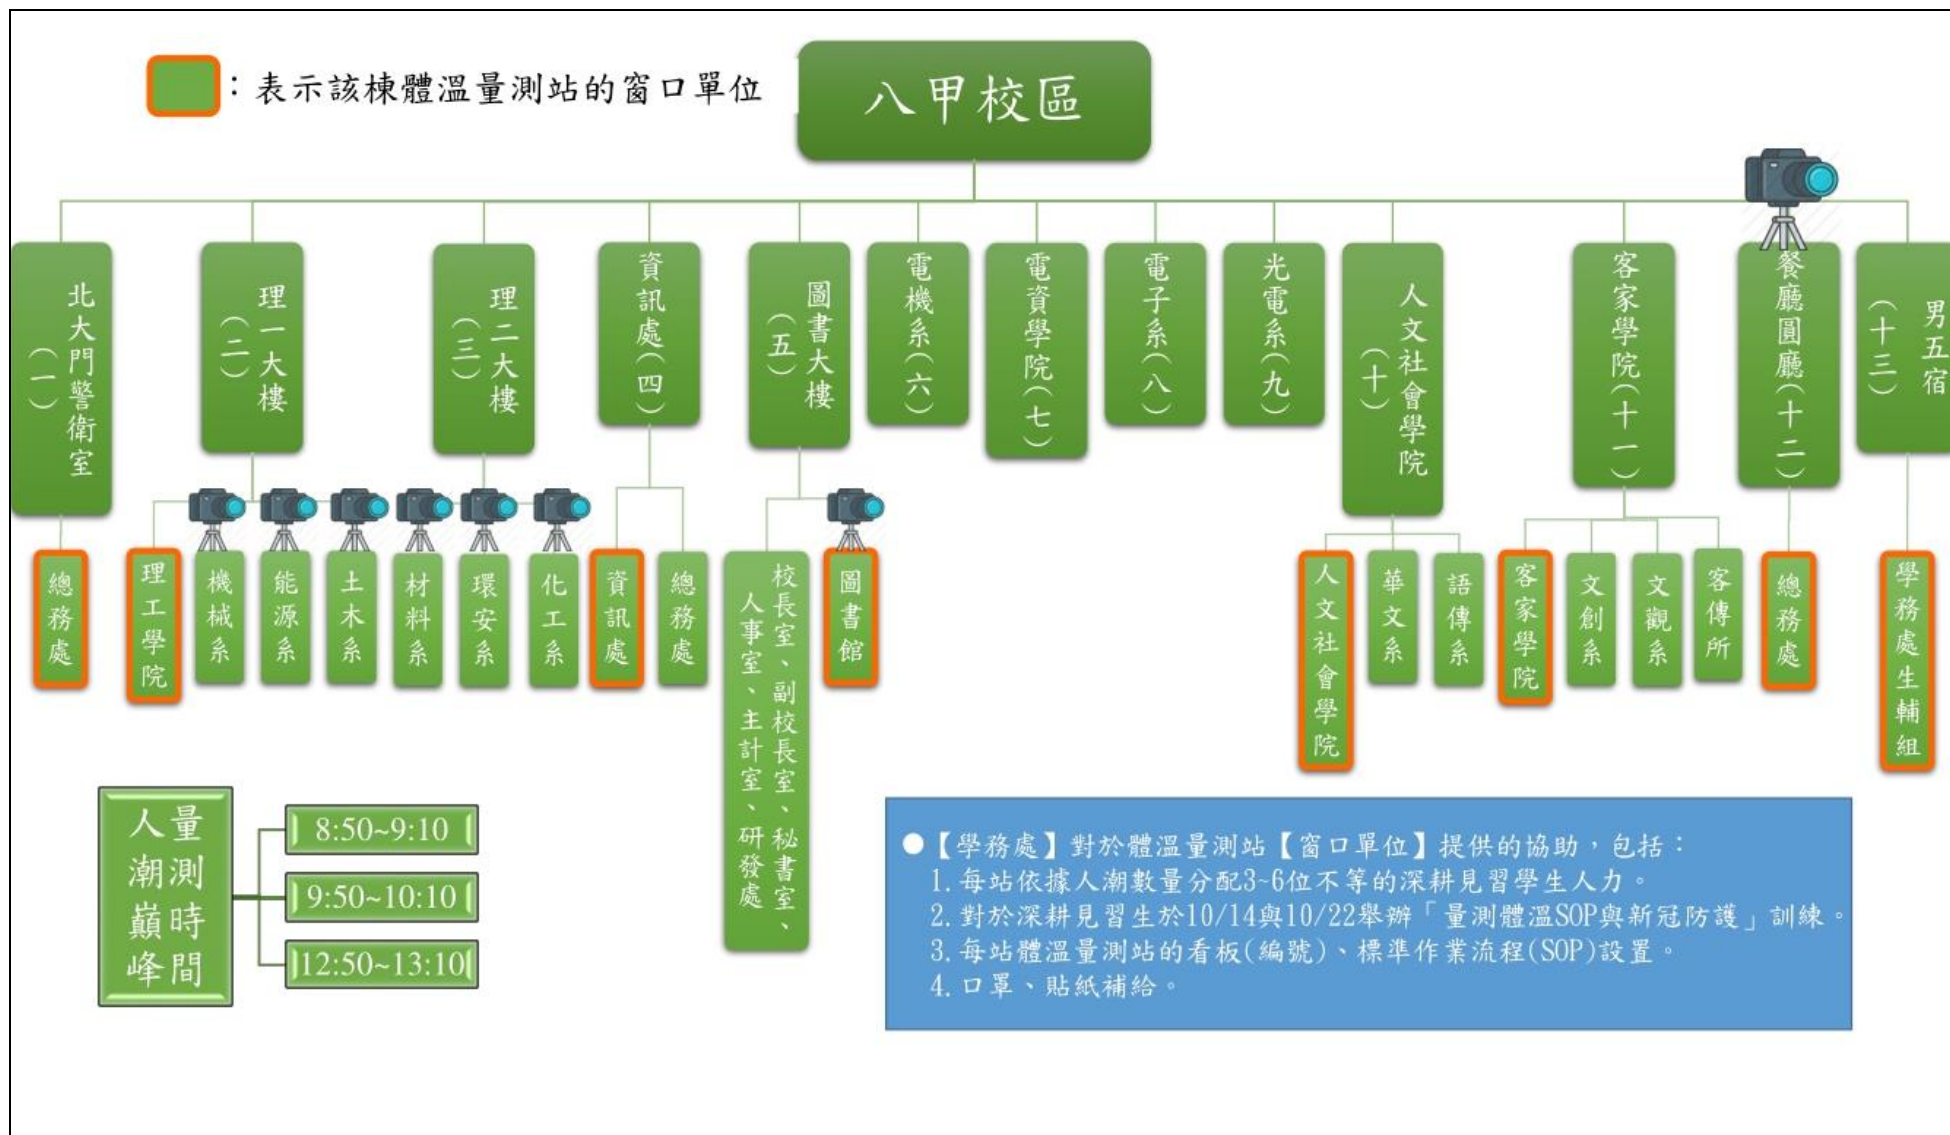 ：表示該棟體溫量測站的窗口單位
八甲校區
北大門警衛室
(一)
理一大樓
(二)
理二大樓
(三)
資訊處(四)
圖書大樓
(五)
電機系(六)
電資學院(七)
電子系(八)
光電系(九)
人文社會學院
(十)
客家學院(十一)
餐廳圓廳(十二)
男五宿
(十三)
總務處
理工學院
機械系
能源系
土木系
材料系
環安系
化工系
資訊處
總務處
校長室、副校長室、秘書室、
人事室、主計室、研發處
圖書館
人文社會學院
華文系
語傳系
客家學院
文創系
文觀系
客傳所
總務處
學務處生輔組
量測時間
人潮巔峰
8:50~9:10
9:50~10:10
12:50~13:10
●【學務處】對於體溫量測站【窗口單位】提供的協助，包括：
1.每站依據人潮數量分配3~6位不等的深耕見習學生人力。
2.對於深耕見習生於10/14與10/22舉辦「量測體溫SOP與新冠防護」訓練。
3.每站體溫量測站的看板(編號)、標準作業流程(SOP)設置。
4.口罩、貼紙補給。